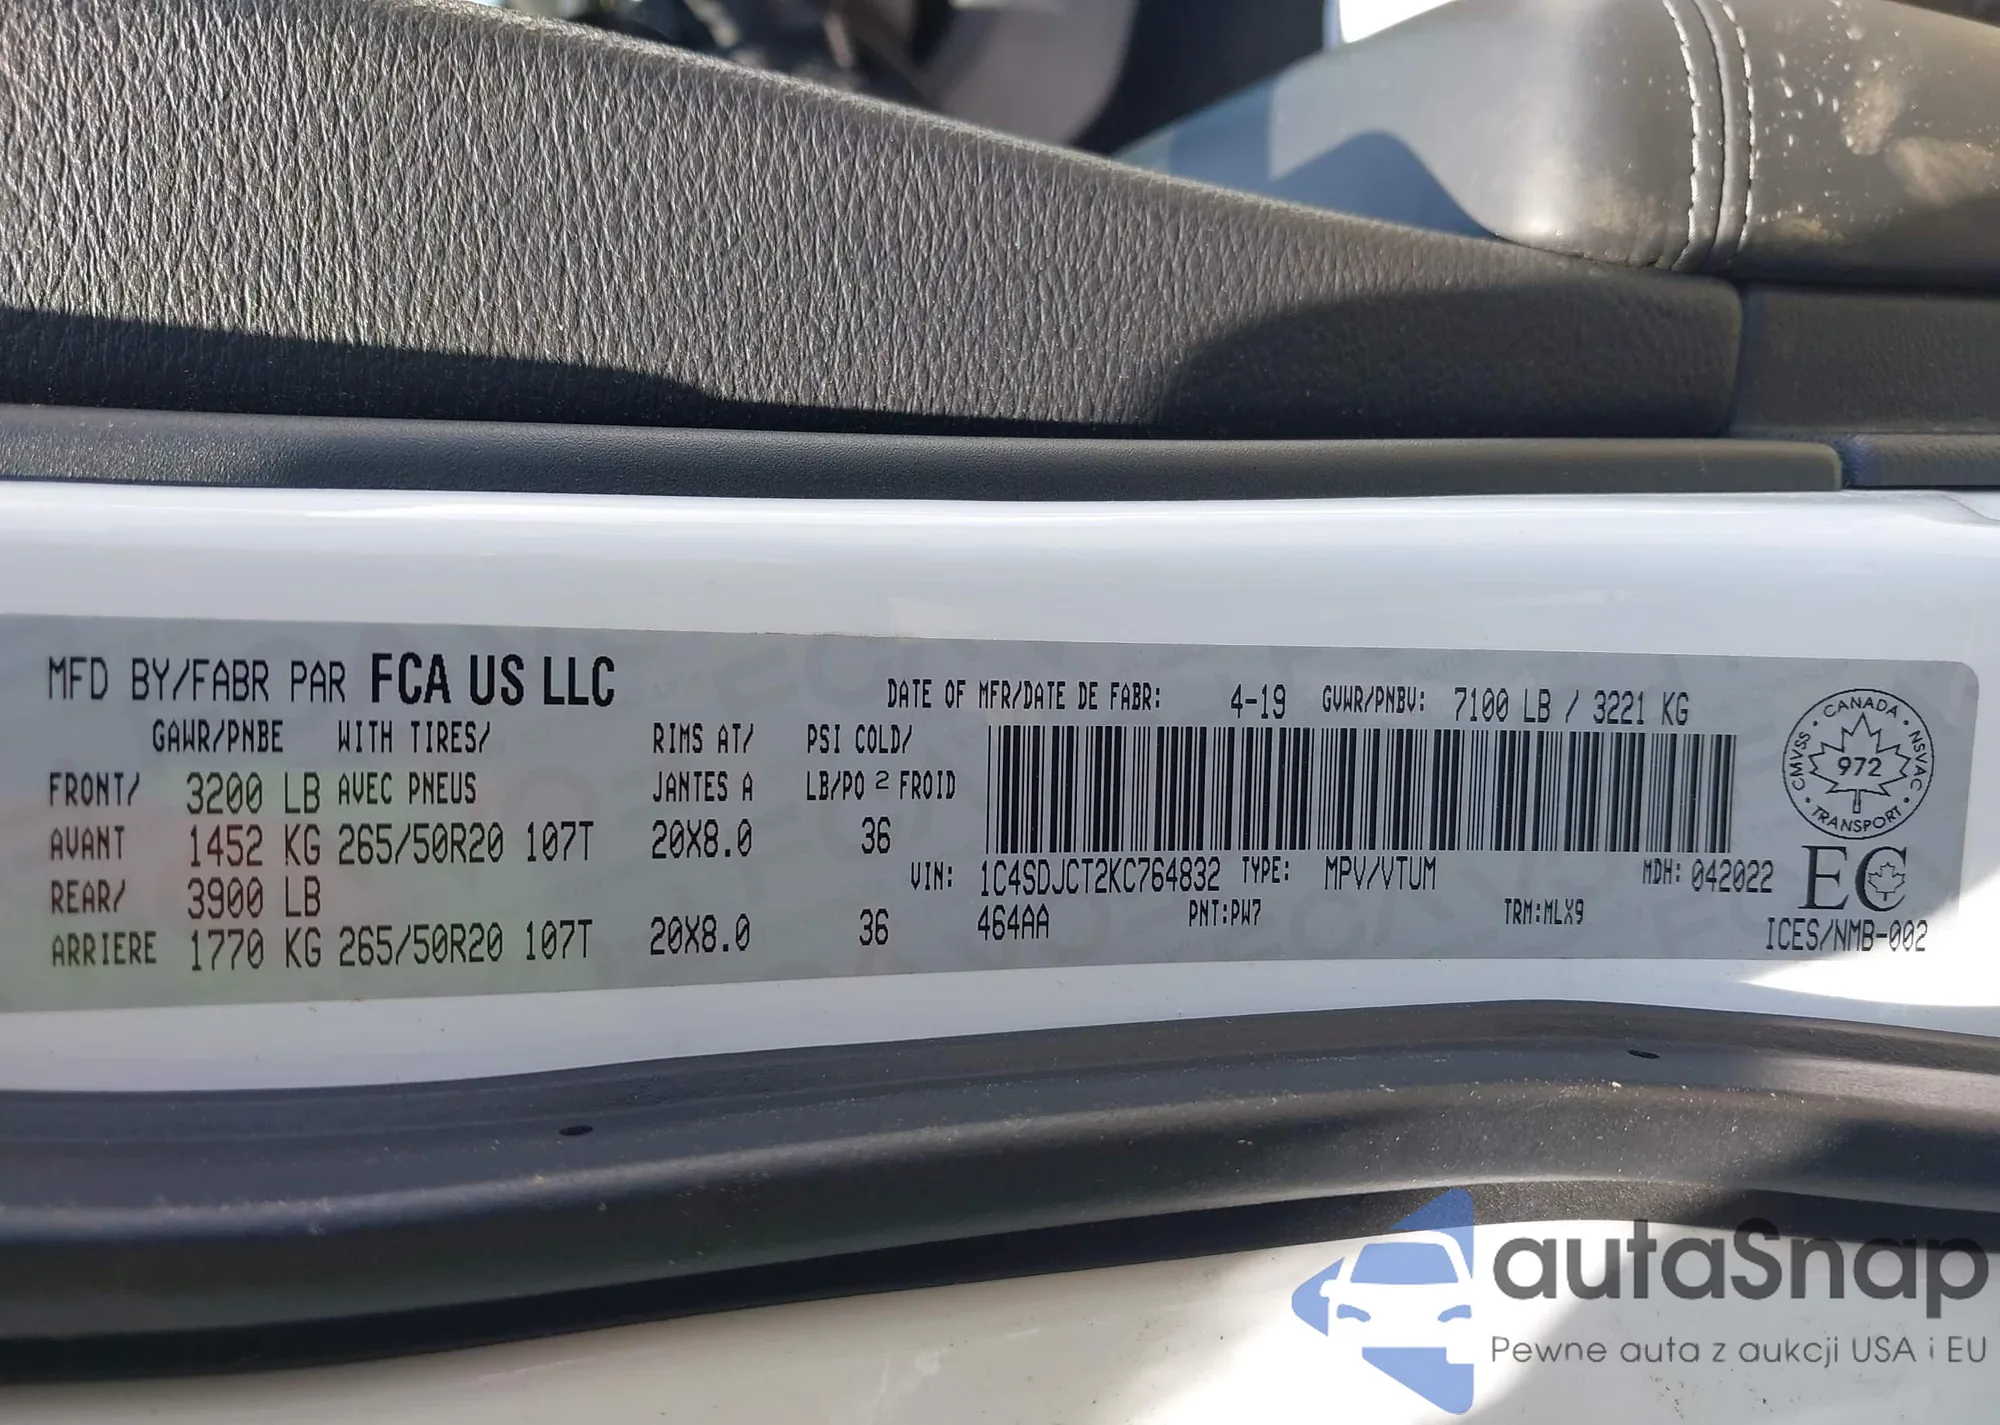 MFD BY/FABR PAR FCA US LLC
DATE OF MFR/DATE DE FABR: 4-19 GVWR/PNBV: 7100 LB / 3221 KG
GAWR/PNBE WITH TIRES/ RIMS AT/ PSI COLD/
FRONT/ 3200 LB AVEC PNEUS JANTES A LB/PO 2 FROID
AVANT 1452 KG 265/50R20 107T 20X8.0 36
REAR/ 3900 LB
ARRIERE 1770 KG 265/50R20 107T 20X8.0 36
VIN: 1C4SDJCT2KC764832 TYPE: MPV/VTUM MDH: 042022
464AA PNT:PW7 TRM:MLX9
CANADA
CMVSS 972 NSVAC
TRANSPORT
EC
ICES/NMB-002
autaSnap
Pewne auta z aukcji USA i EU